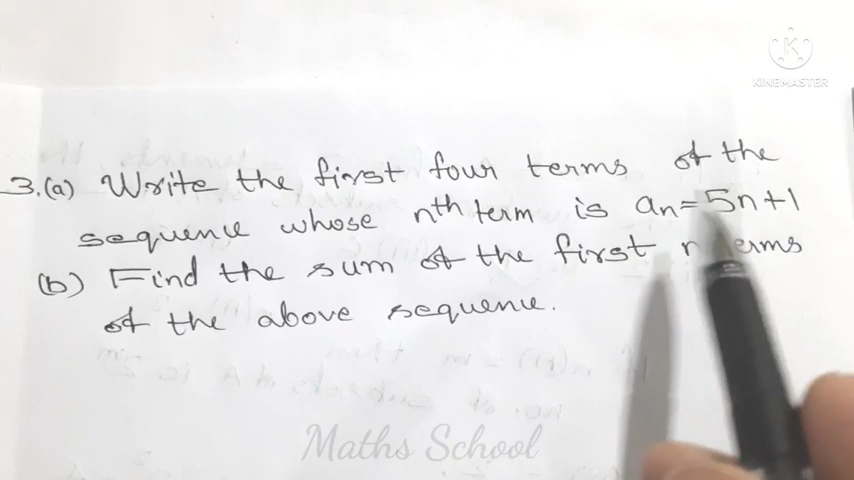 KINEMASTER
3.(a) Write the first four terms of the
sequence whose nth term is an=5n+1
(b) Find the sum of the first n terms
of the above sequence.
Maths School